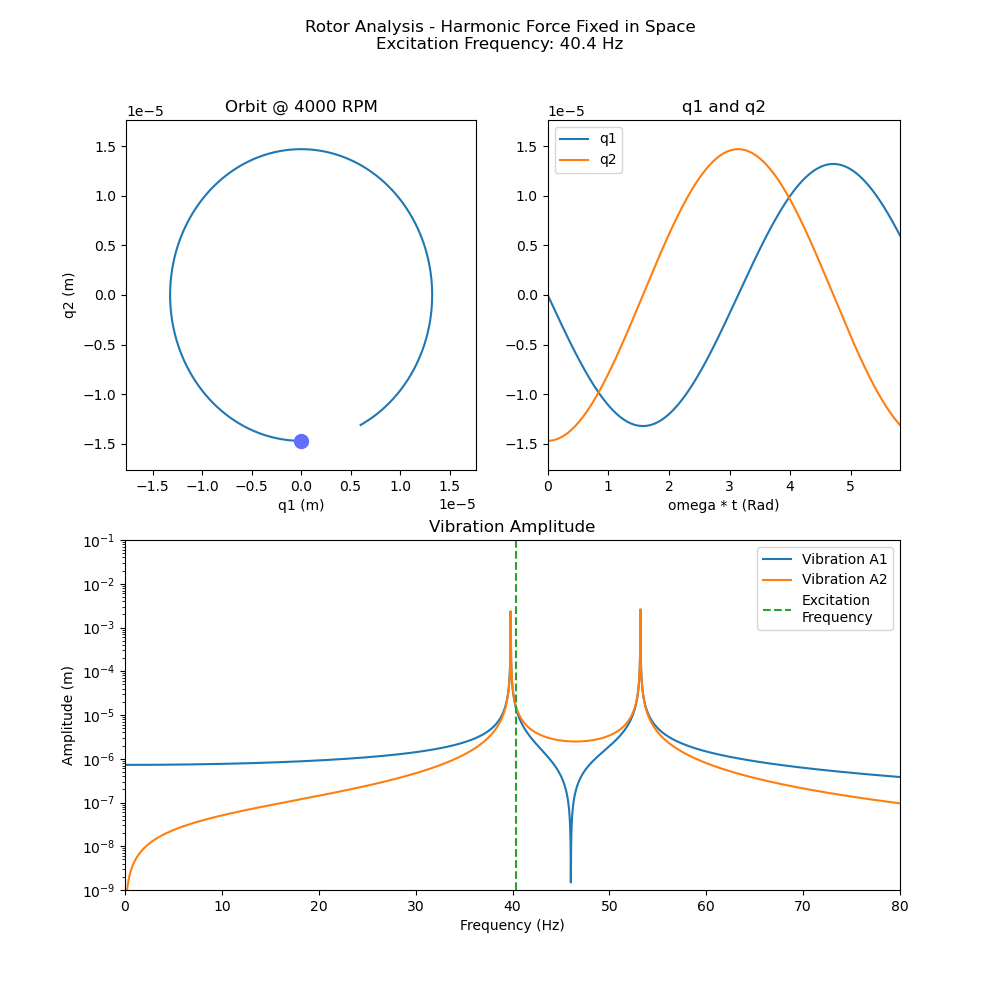 Rotor Analysis - Harmonic Force Fixed in Space
Excitation Frequency: 40.4 Hz
Orbit @ 4000 RPM
1e−5
q2 (m)
1.5
1.0
0.5
0.0
−0.5
−1.0
−1.5
−1.5 −1.0 −0.5 0.0 0.5 1.0 1.5
1e−5
q1 (m)
q1 and q2
1e−5
q1
q2
1.5
1.0
0.5
0.0
−0.5
−1.0
−1.5
0 1 2 3 4 5
omega * t (Rad)
Vibration Amplitude
Amplitude (m)
10⁻¹
10⁻²
10⁻³
10⁻⁴
10⁻⁵
10⁻⁶
10⁻⁷
10⁻⁸
10⁻⁹
Vibration A1
Vibration A2
Excitation
Frequency
0 10 20 30 40 50 60 70 80
Frequency (Hz)